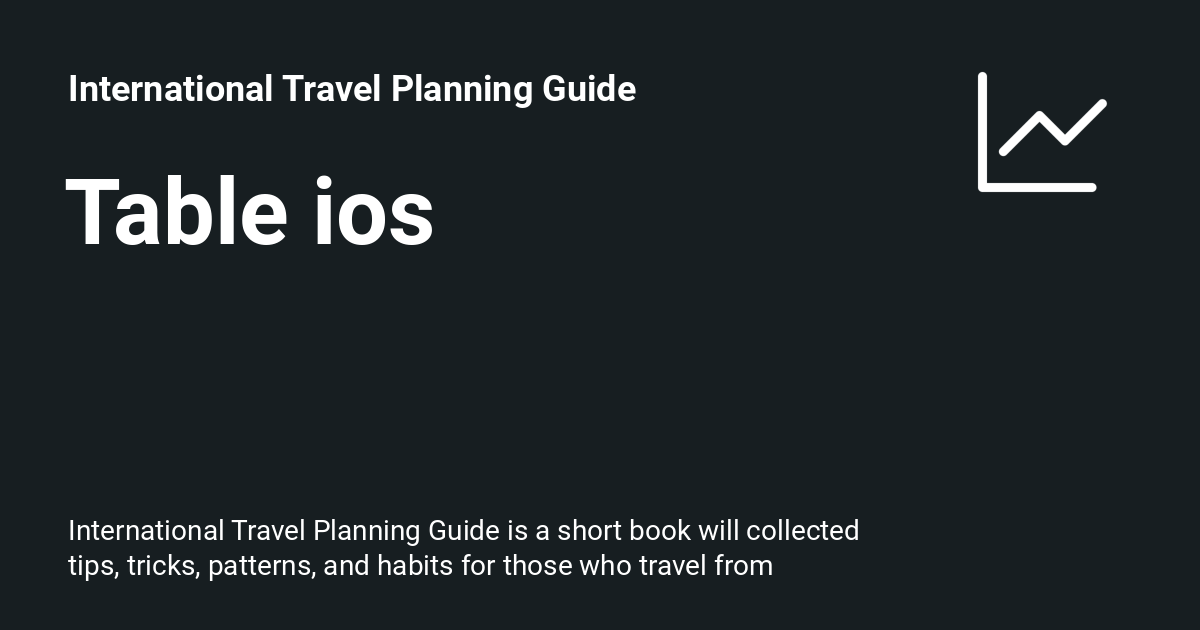 International Travel Planning Guide
Table ios
International Travel Planning Guide is a short book will collected
tips, tricks, patterns, and habits for those who travel from